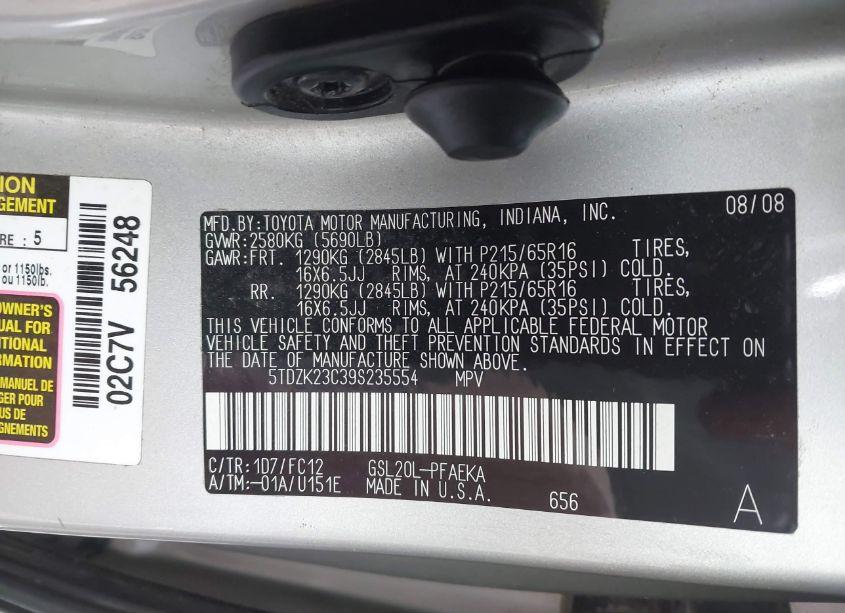 TION
GEMENT
RE : 5
or 1150lbs.
ou 1150lb.
OWNER'S
UAL FOR
TIONAL
RMATION
MANUEL DE
GER POUR
LUS DE
GNEMENTS
02C7V 56248
08/08
MFD.BY:TOYOTA MOTOR MANUFACTURING, INDIANA, INC.
GVWR:2580KG (5690LB)
GAWR:FRT. 1290KG (2845LB) WITH P215/65R16 TIRES,
16X6.5JJ RIMS, AT 240KPA (35PSI) COLD.
RR. 1290KG (2845LB) WITH P215/65R16 TIRES,
16X6.5JJ RIMS, AT 240KPA (35PSI) COLD.
THIS VEHICLE CONFORMS TO ALL APPLICABLE FEDERAL MOTOR
VEHICLE SAFETY AND THEFT PREVENTION STANDARDS IN EFFECT ON
THE DATE OF MANUFACTURE SHOWN ABOVE.
5TDZK23C39S235554 MPV
C/TR:1D7/FC12 GSL20L-PFAEKA
A/TM:-01A/U151E MADE IN U.S.A.
656
A